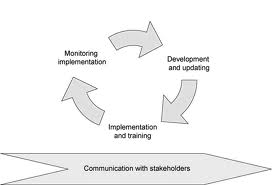 Monitoring
implementation
Development
and updating
Implementation
and training
Communication with stakeholders